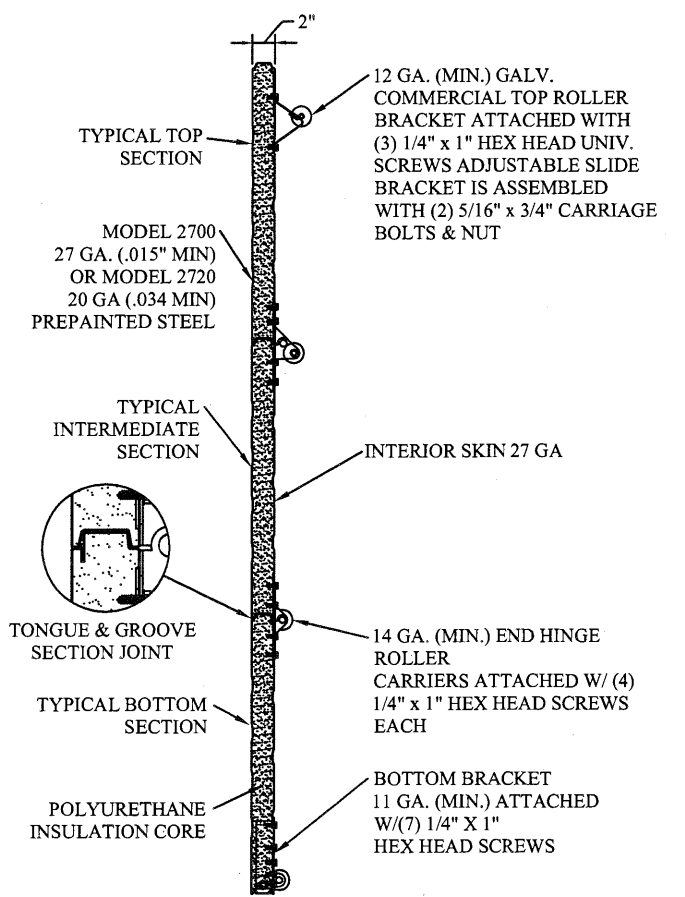 2"
12 GA. (MIN.) GALV.
COMMERCIAL TOP ROLLER
BRACKET ATTACHED WITH
(3) 1/4" x 1" HEX HEAD UNIV.
SCREWS ADJUSTABLE SLIDE
BRACKET IS ASSEMBLED
WITH (2) 5/16" x 3/4" CARRIAGE
BOLTS & NUT
TYPICAL TOP
SECTION
MODEL 2700
27 GA. (.015" MIN)
OR MODEL 2720
20 GA (.034 MIN)
PREPAINTED STEEL
TYPICAL
INTERMEDIATE
SECTION
INTERIOR SKIN 27 GA
TONGUE & GROOVE
SECTION JOINT
14 GA. (MIN.) END HINGE
ROLLER
CARRIERS ATTACHED W/ (4)
1/4" x 1" HEX HEAD SCREWS
EACH
TYPICAL BOTTOM
SECTION
POLYURETHANE
INSULATION CORE
BOTTOM BRACKET
11 GA. (MIN.) ATTACHED
W/(7) 1/4" X 1"
HEX HEAD SCREWS